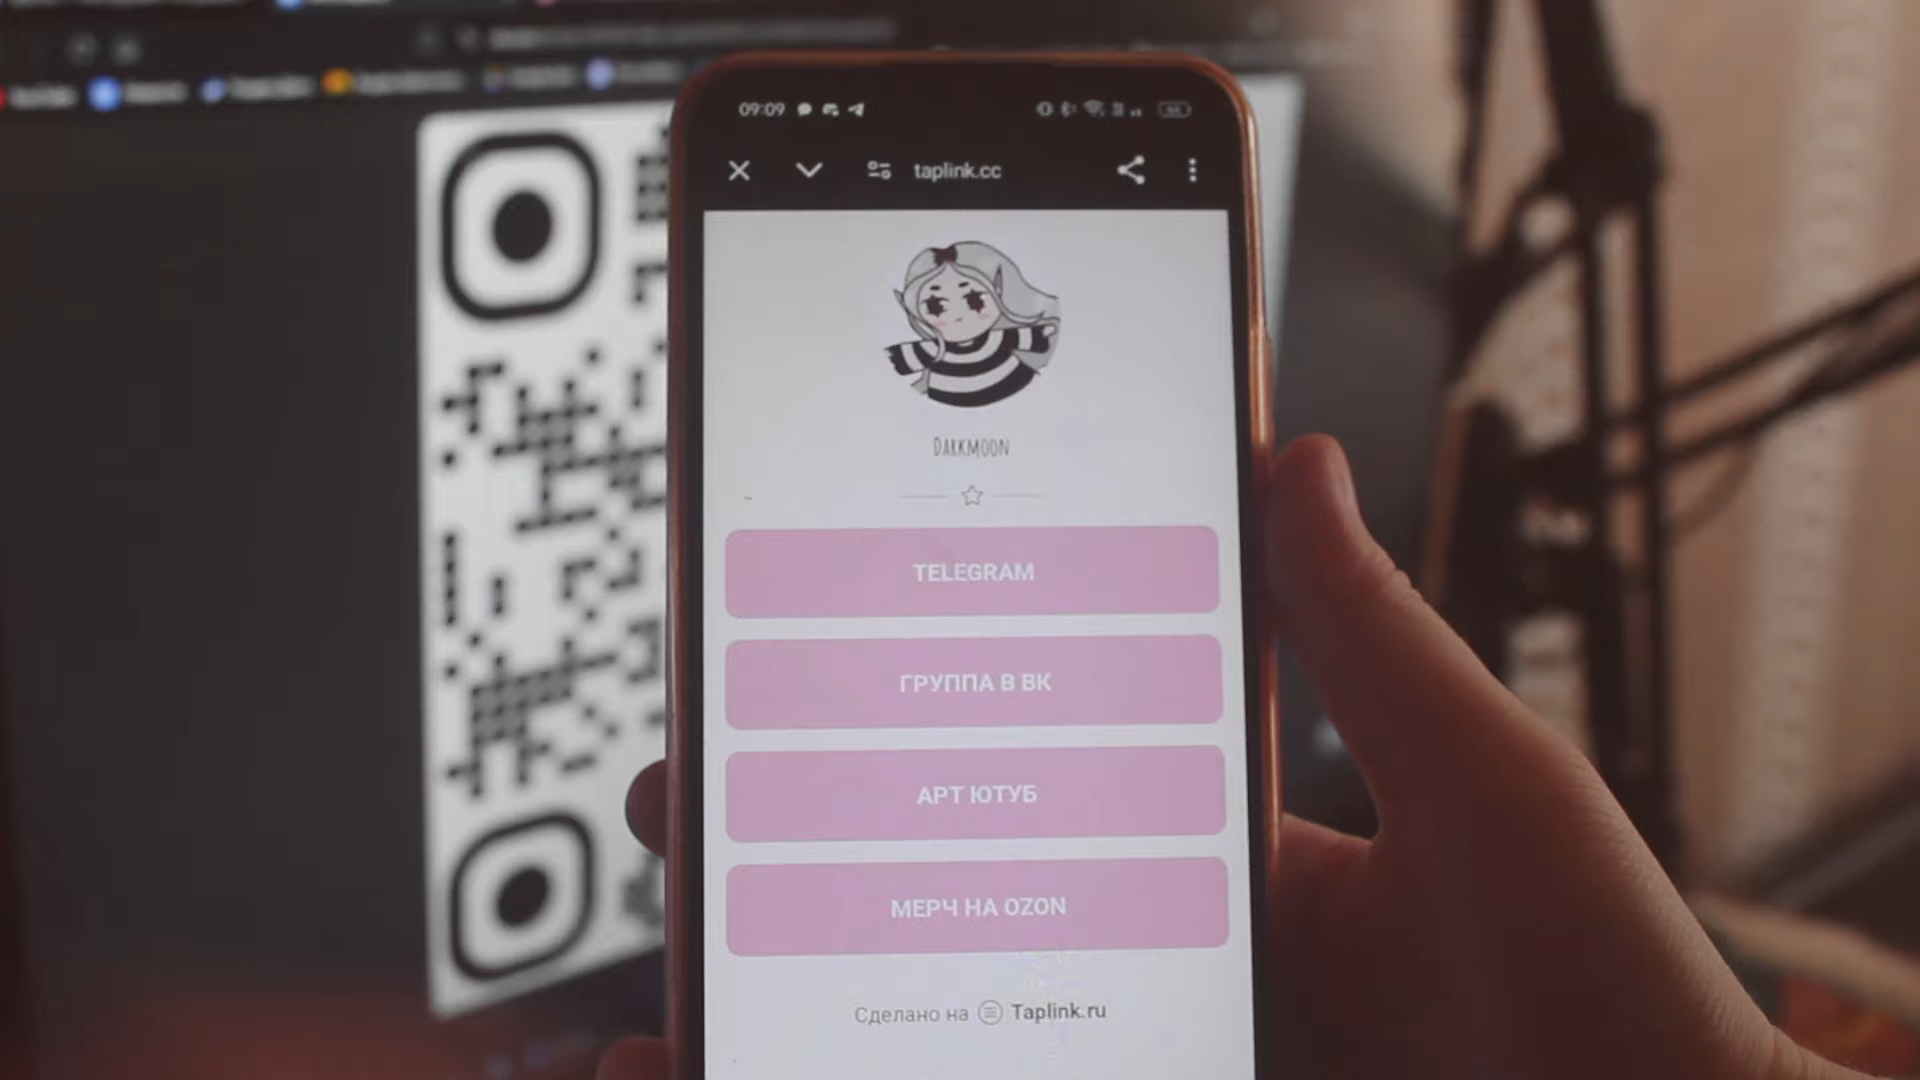 09:09
taplink.cc
DARKMOON
TELEGRAM
ГРУППА В ВК
АРТ ЮТУБ
МЕРЧ НА OZON
Сделано на Taplink.ru